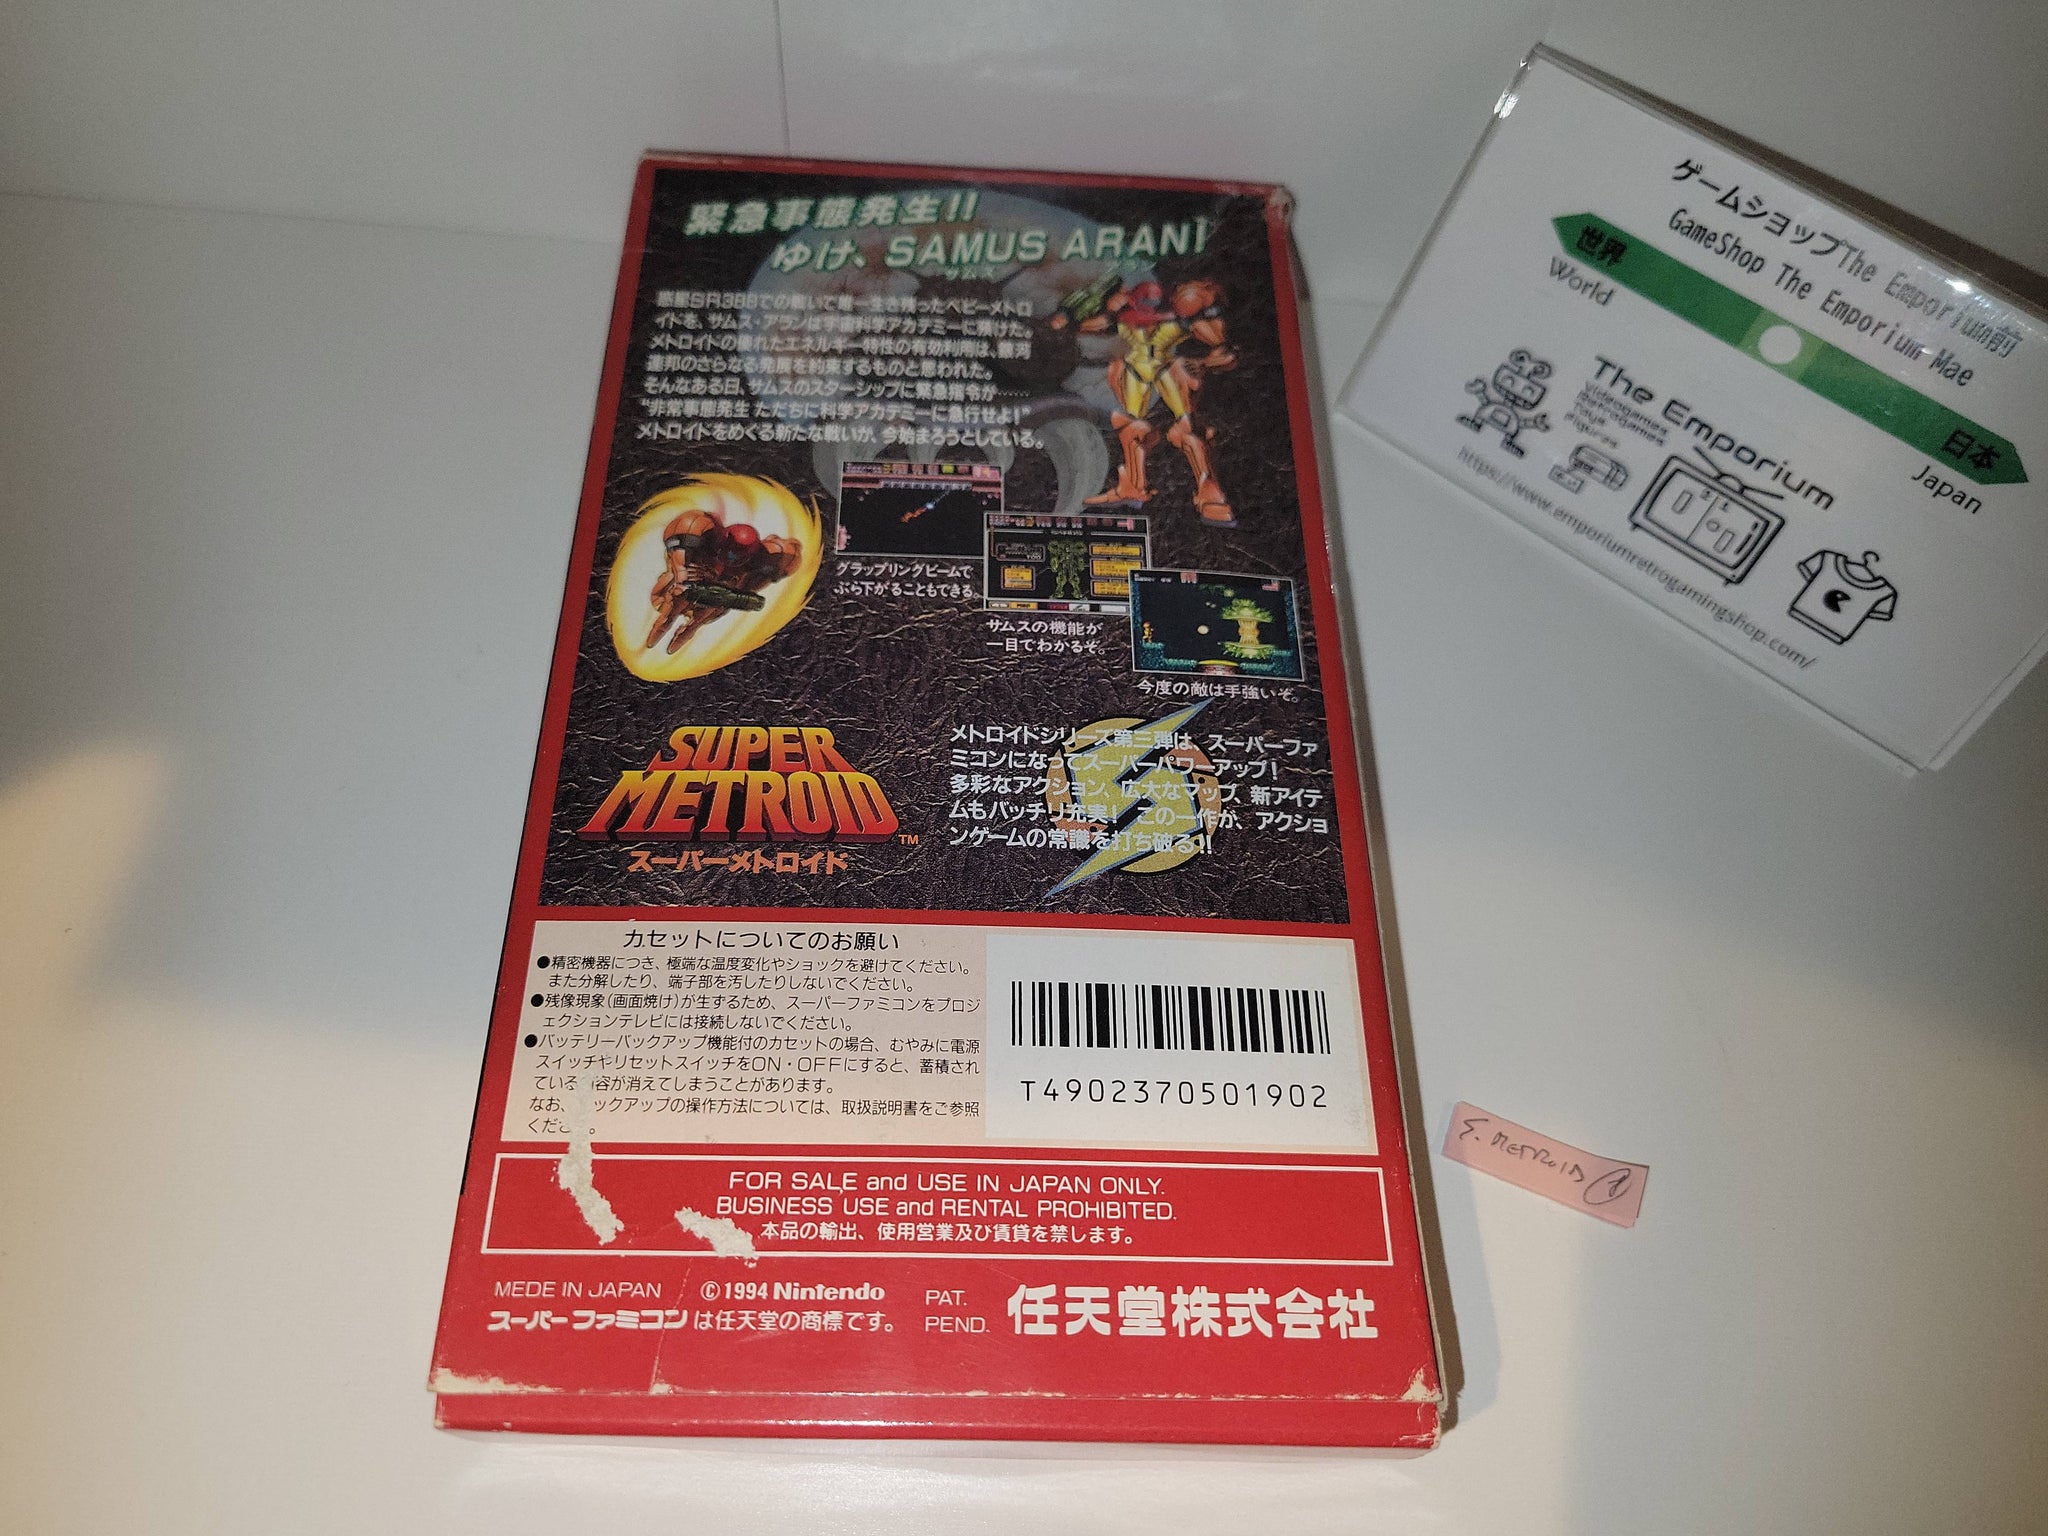 緊急事態発生!!
ゆけ、SAMUS ARAN!
サムス アラン
惑星SR388での戦いで唯一生き残ったベビーメトロ
イドを、サムス・アランは宇宙科学アカデミーに預けた。
メトロイドの優れたエネルギー特性の有効利用は、銀河
連邦のさらなる発展を約束するものと思われた。
そんなある日、サムスのスターシップに緊急指令が……
"非常事態発生 ただちに科学アカデミーに急行せよ!"
メトロイドをめぐる新たな戦いが、今始まろうとしている。
グラップリングビームで
ぶら下がることもできる。
サムスの機能が
一目でわかるぞ。
今度の敵は手強いぞ。
SUPER
METROID™
スーパーメトロイド
メトロイドシリーズ第三弾は、スーパーファ
ミコンになってスーパーパワーアップ!
多彩なアクション、広大なマップ、新アイテ
ムもバッチリ充実! この一作が、アクショ
ンゲームの常識を打ち破る!!
カセットについてのお願い
●精密機器につき、極端な温度変化やショックを避けてください。
また分解したり、端子部を汚したりしないでください。
●残像現象(画面焼け)が生ずるため、スーパーファミコンをプロジ
ェクションテレビには接続しないでください。
●バッテリーバックアップ機能付のカセットの場合、むやみに電源
スイッチやリセットスイッチをON・OFFにすると、蓄積され
ている 容が消えてしまうことがあります。
なお、 ックアップの操作方法については、取扱説明書をご参照
くだ 。
T4902370501902
FOR SALE and USE IN JAPAN ONLY.
BUSINESS USE and RENTAL PROHIBITED.
本品の輸出、使用営業及び賃貸を禁じます。
MEDE IN JAPAN ©1994 Nintendo
スーパーファミコンは任天堂の商標です。
PAT.
PEND.
任天堂株式会社
ゲームショップThe Emporium前
GameShop The Emporium Mae
世界
World
日本
Japan
The Emporium
Videogames
Retrogames
Toys
Figures
https://www.emporiumretrogamingshop.com/
S. METROID